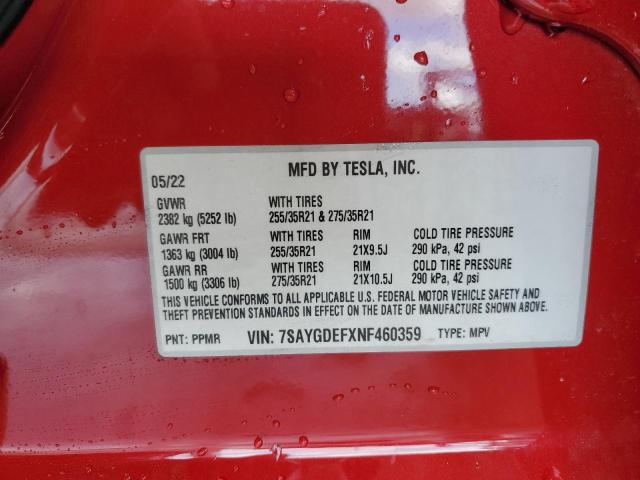 MFD BY TESLA, INC.
05/22
GVWR WITH TIRES
2382 kg (5252 lb) 255/35R21 & 275/35R21
GAWR FRT WITH TIRES RIM COLD TIRE PRESSURE
1363 kg (3004 lb) 255/35R21 21X9.5J 290 kPa, 42 psi
GAWR RR WITH TIRES RIM COLD TIRE PRESSURE
1500 kg (3306 lb) 275/35R21 21X10.5J 290 kPa, 42 psi
THIS VEHICLE CONFORMS TO ALL APPLICABLE U.S. FEDERAL MOTOR VEHICLE SAFETY AND
THEFT PREVENTION STANDARDS IN EFFECT ON THE DATE OF MANUFACTURE SHOWN ABOVE.
PNT: PPMR VIN: 7SAYGDEFXNF460359 TYPE: MPV